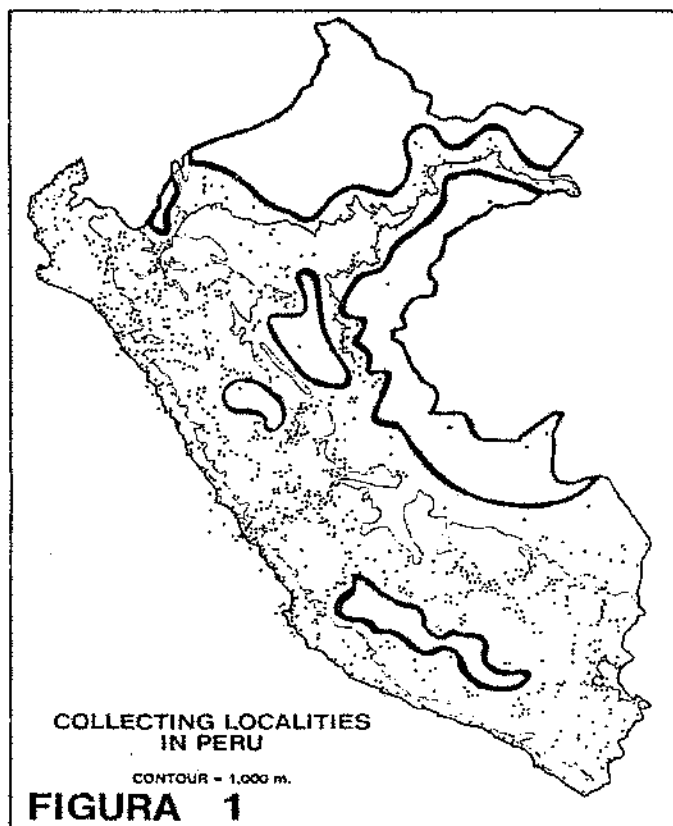 COLLECTING LOCALITIES
IN PERU
CONTOUR = 1,000 m.
FIGURA 1